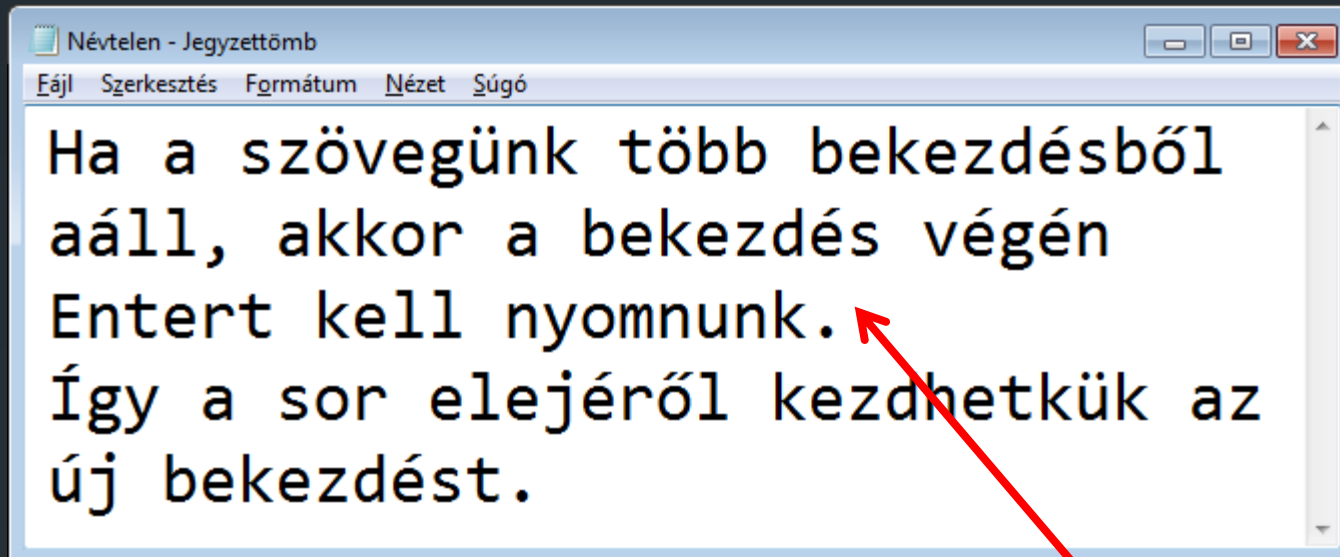 Névtelen - Jegyzettömb
Fájl Szerkesztés Formátum Nézet Súgó
Ha a szövegünk több bekezdésből
aáll, akkor a bekezdés végén
Entert kell nyomnunk.
Így a sor elejéről kezdhetkük az
új bekezdést.